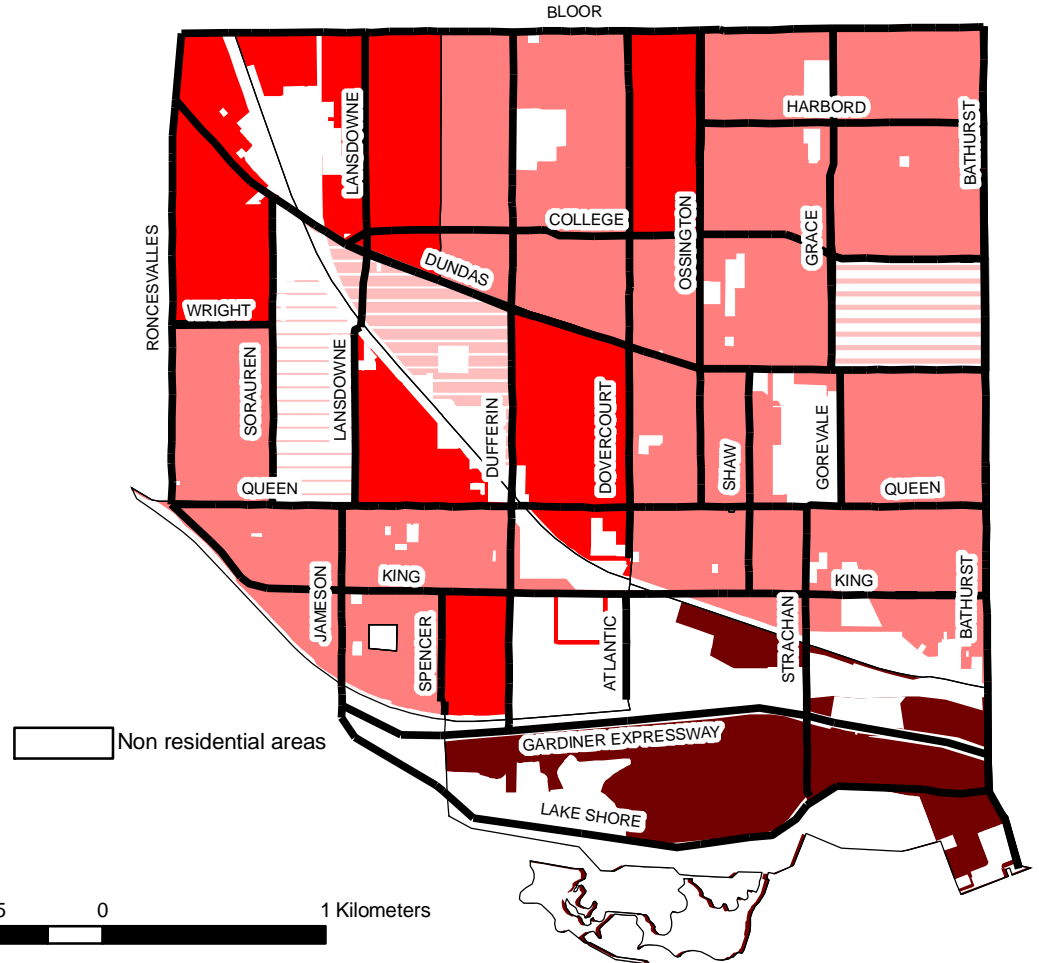 BLOOR
HARBORD
LANSDOWNE
BATHURST
COLLEGE
OSSINGTON
GRACE
RONCESVALLES
DUNDAS
WRIGHT
SORAUREN
LANSDOWNE
DUFFERIN
DOVERCOURT
SHAW
GOREVALE
QUEEN
QUEEN
JAMESON
KING
KING
SPENCER
ATLANTIC
STRACHAN
BATHURST
Non residential areas
GARDINER EXPRESSWAY
LAKE SHORE
5 0 1 Kilometers